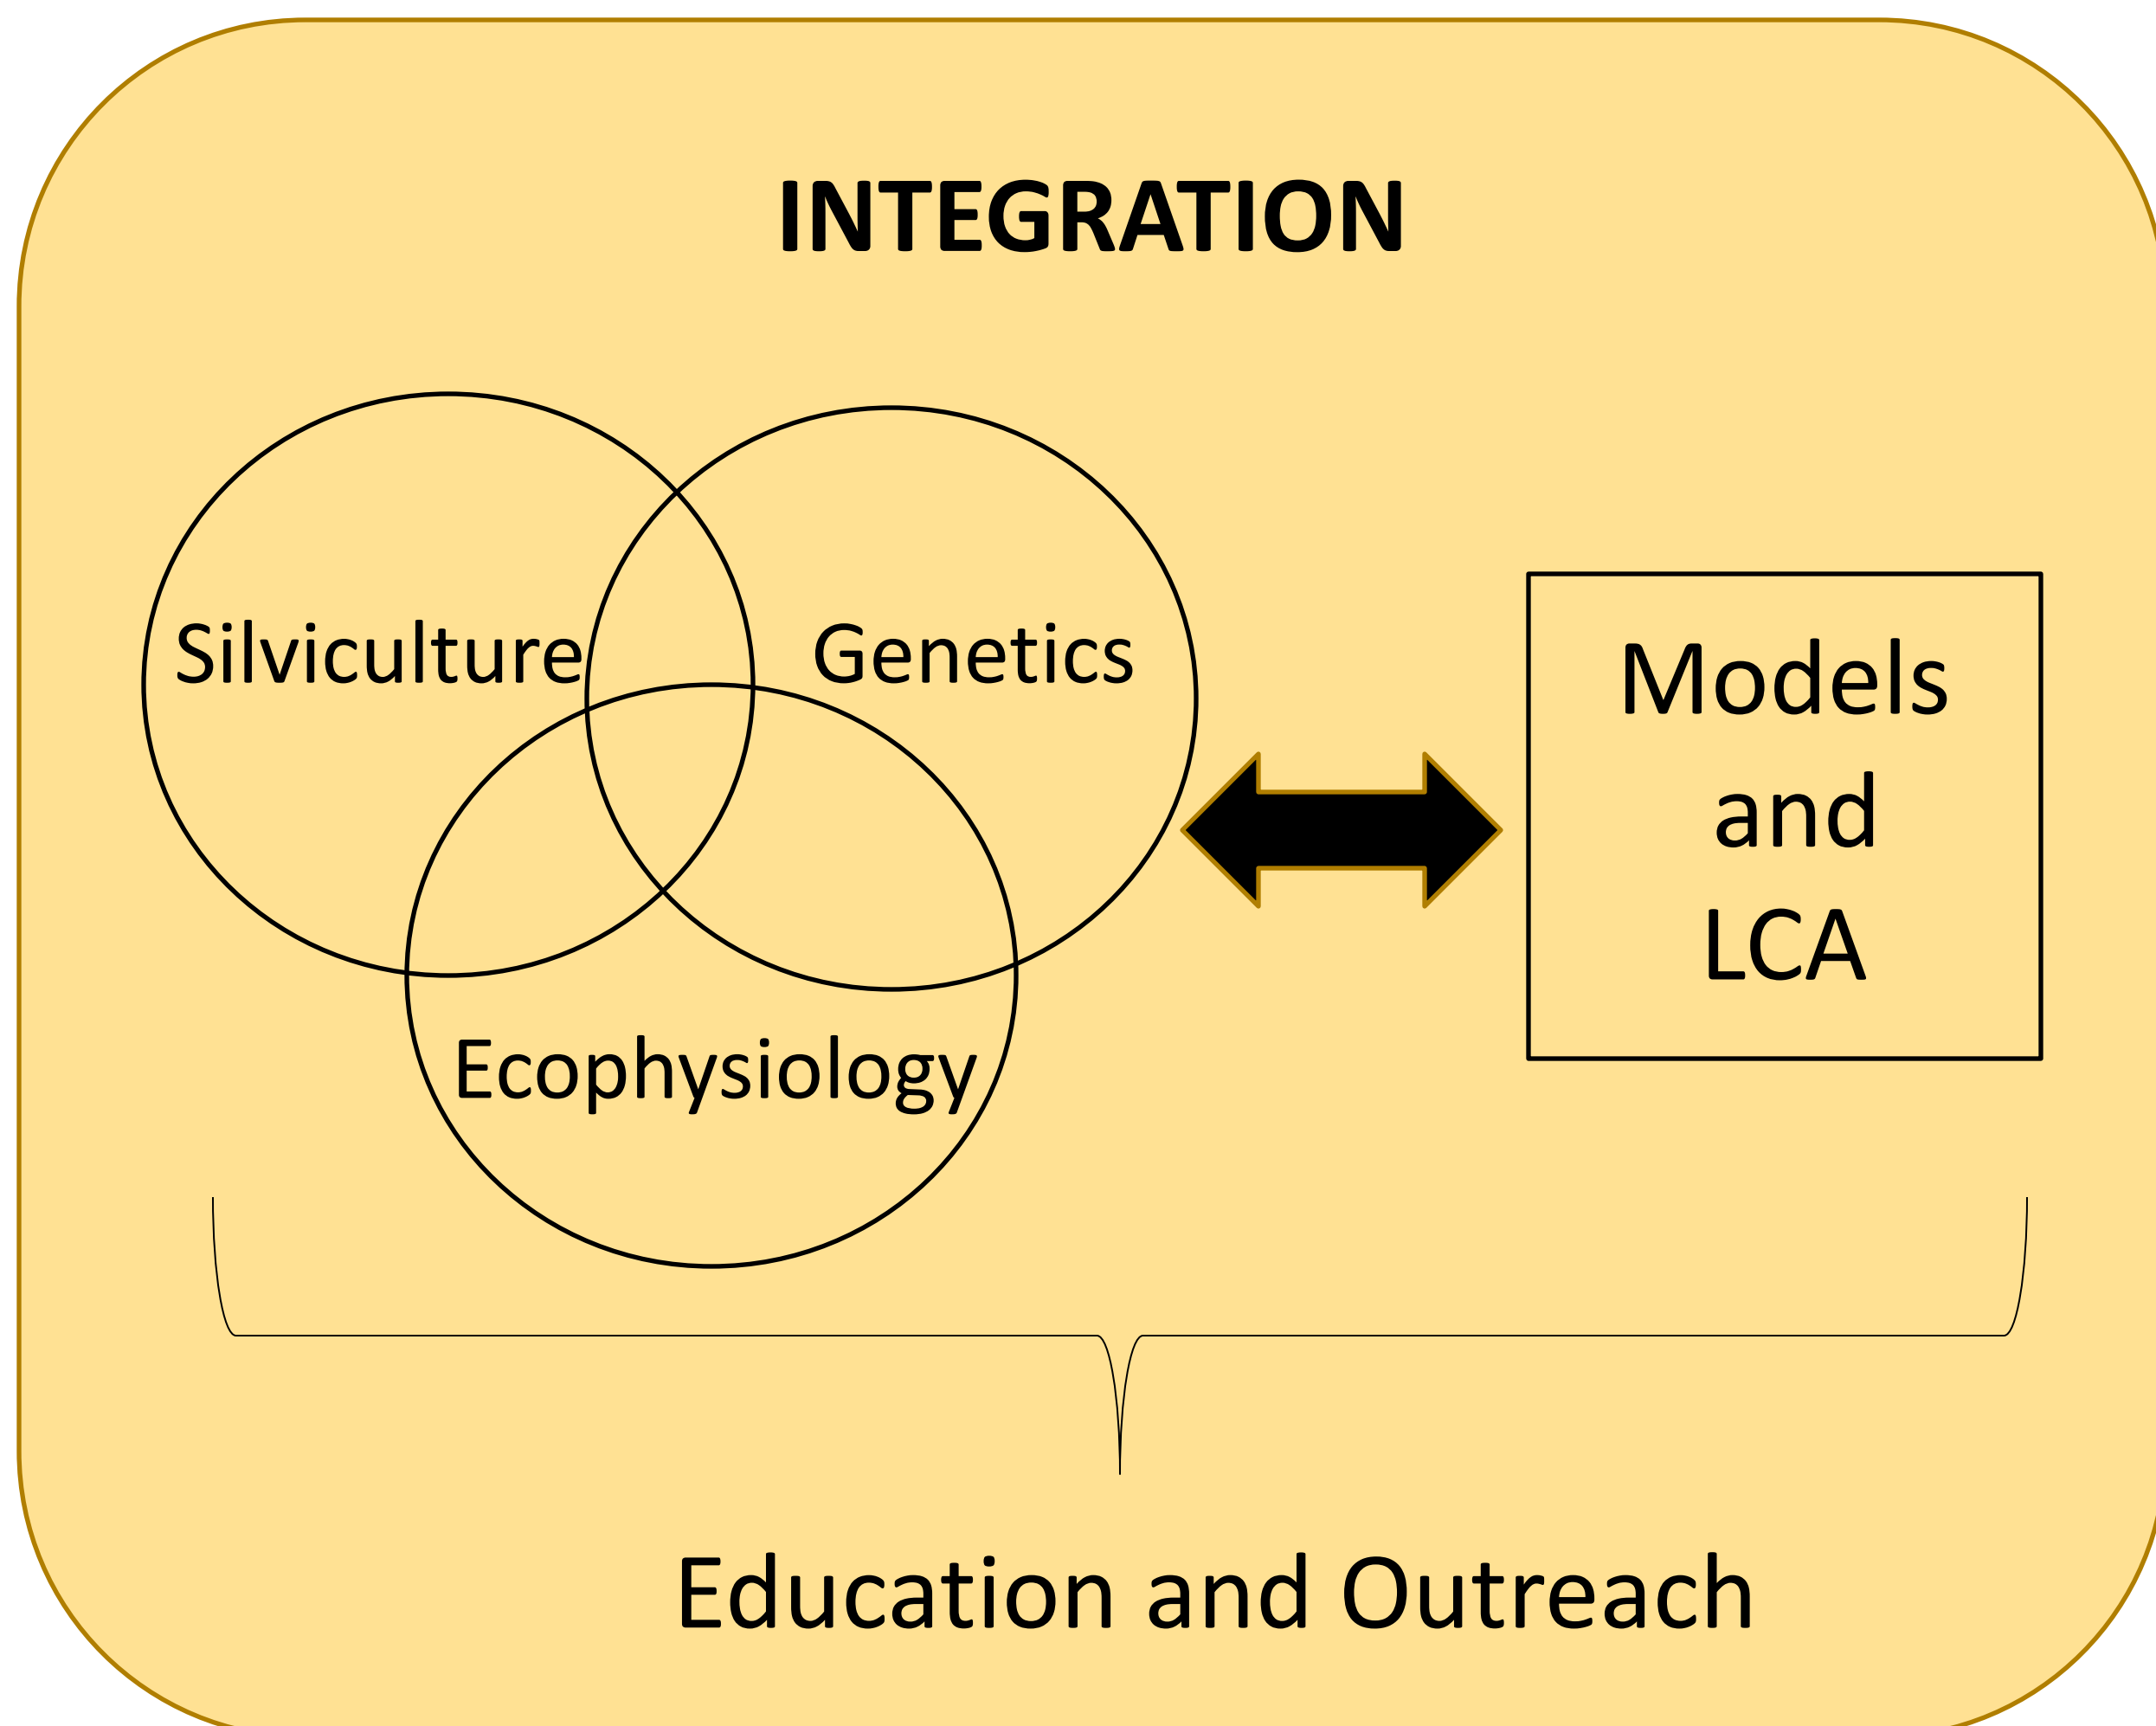 INTEGRATION
Silviculture
Genetics
Ecophysiology
Models
and
LCA
Education and Outreach